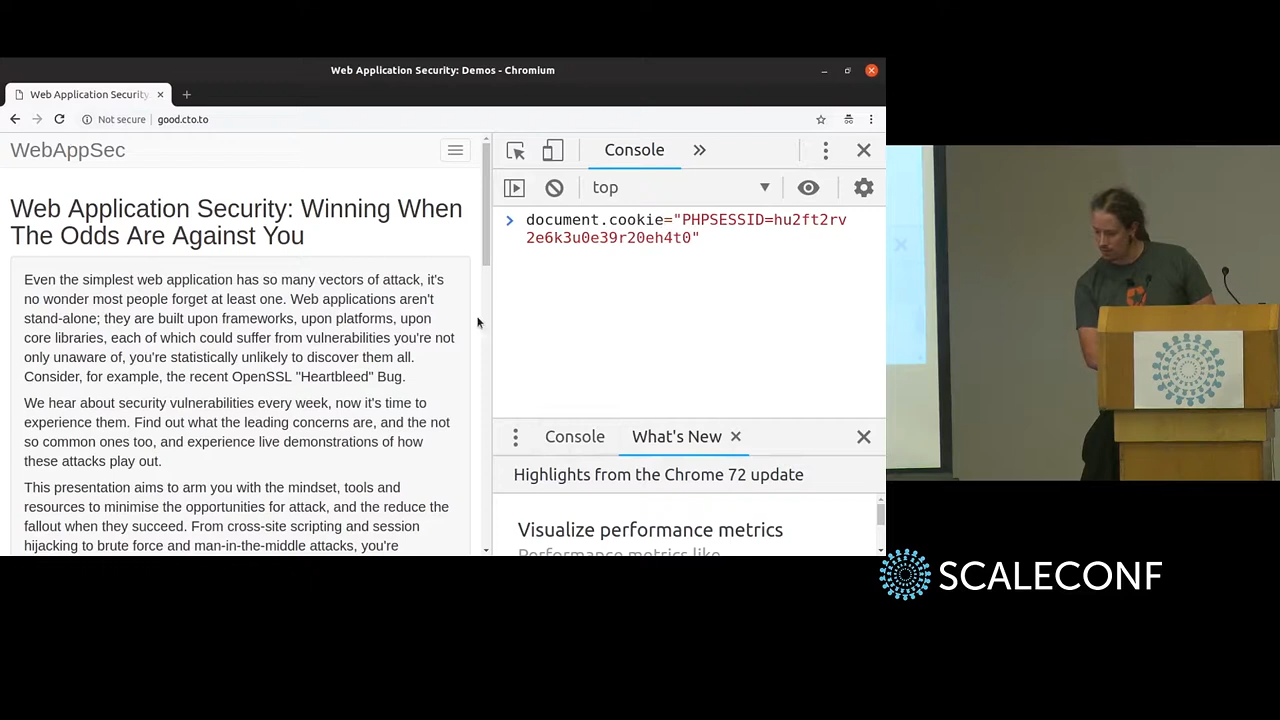 Web Application Security: Demos - Chromium
Web Application Security:
Not secure
good.cto.to
WebAppSec
Web Application Security: Winning When
The Odds Are Against You
Even the simplest web application has so many vectors of attack, it's
no wonder most people forget at least one. Web applications aren't
stand-alone; they are built upon frameworks, upon platforms, upon
core libraries, each of which could suffer from vulnerabilities you're not
only unaware of, you're statistically unlikely to discover them all.
Consider, for example, the recent OpenSSL "Heartbleed" Bug.
We hear about security vulnerabilities every week, now it's time to
experience them. Find out what the leading concerns are, and the not
so common ones too, and experience live demonstrations of how
these attacks play out.
This presentation aims to arm you with the mindset, tools and
resources to minimise the opportunities for attack, and the reduce the
fallout when they succeed. From cross-site scripting and session
hijacking to brute force and man-in-the-middle attacks, you're
Console
top
document.cookie="PHPSESSID=hu2ft2rv
2e6k3u0e39r20eh4t0"
Console
What's New
Highlights from the Chrome 72 update
Visualize performance metrics
Performance metrics like
SCALECONF